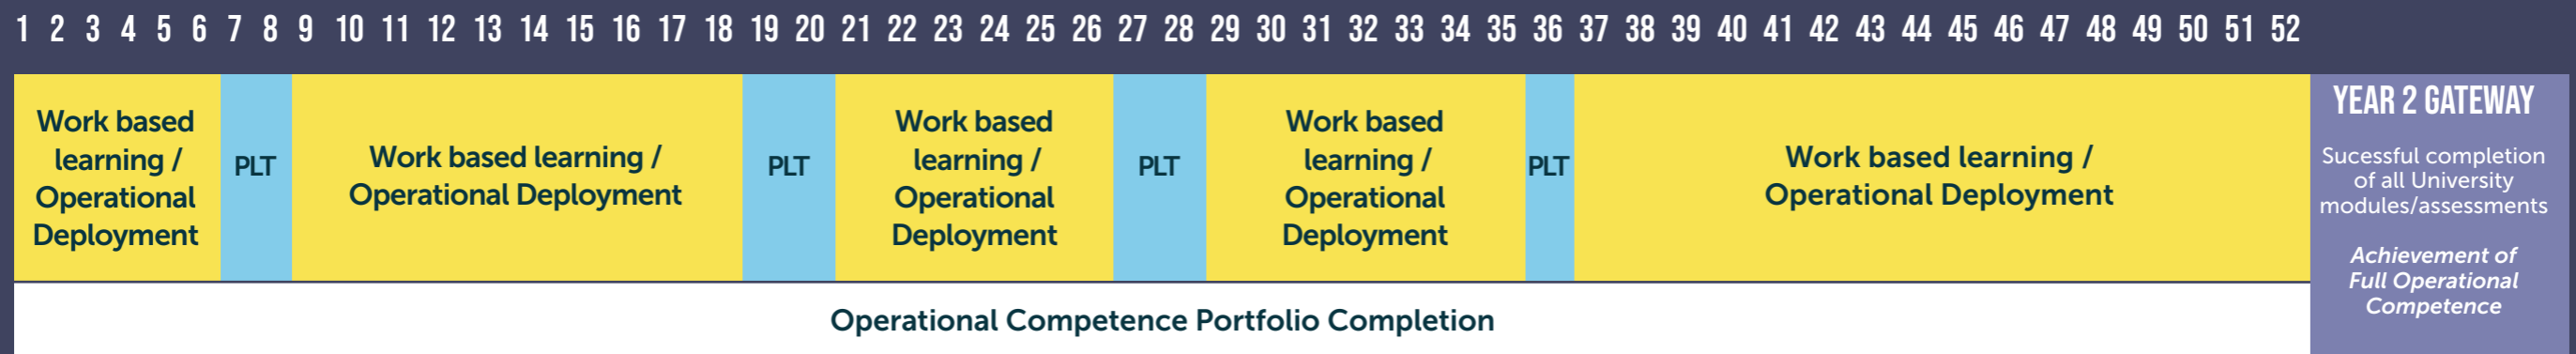 1 2 3 4 5 6 7 8 9 10 11 12 13 14 15 16 17 18 19 20 21 22 23 24 25 26 27 28 29 30 31 32 33 34 35 36 37 38 39 40 41 42 43 44 45 46 47 48 49 50 51 52
Work based
learning /
Operational
Deployment
PLT
Work based learning /
Operational Deployment
PLT
Work based
learning /
Operational
Deployment
PLT
Work based
learning /
Operational
Deployment
PLT
Work based learning /
Operational Deployment
YEAR 2 GATEWAY
Sucessful completion
of all University
modules/assessments
Achievement of
Full Operational
Competence
Operational Competence Portfolio Completion